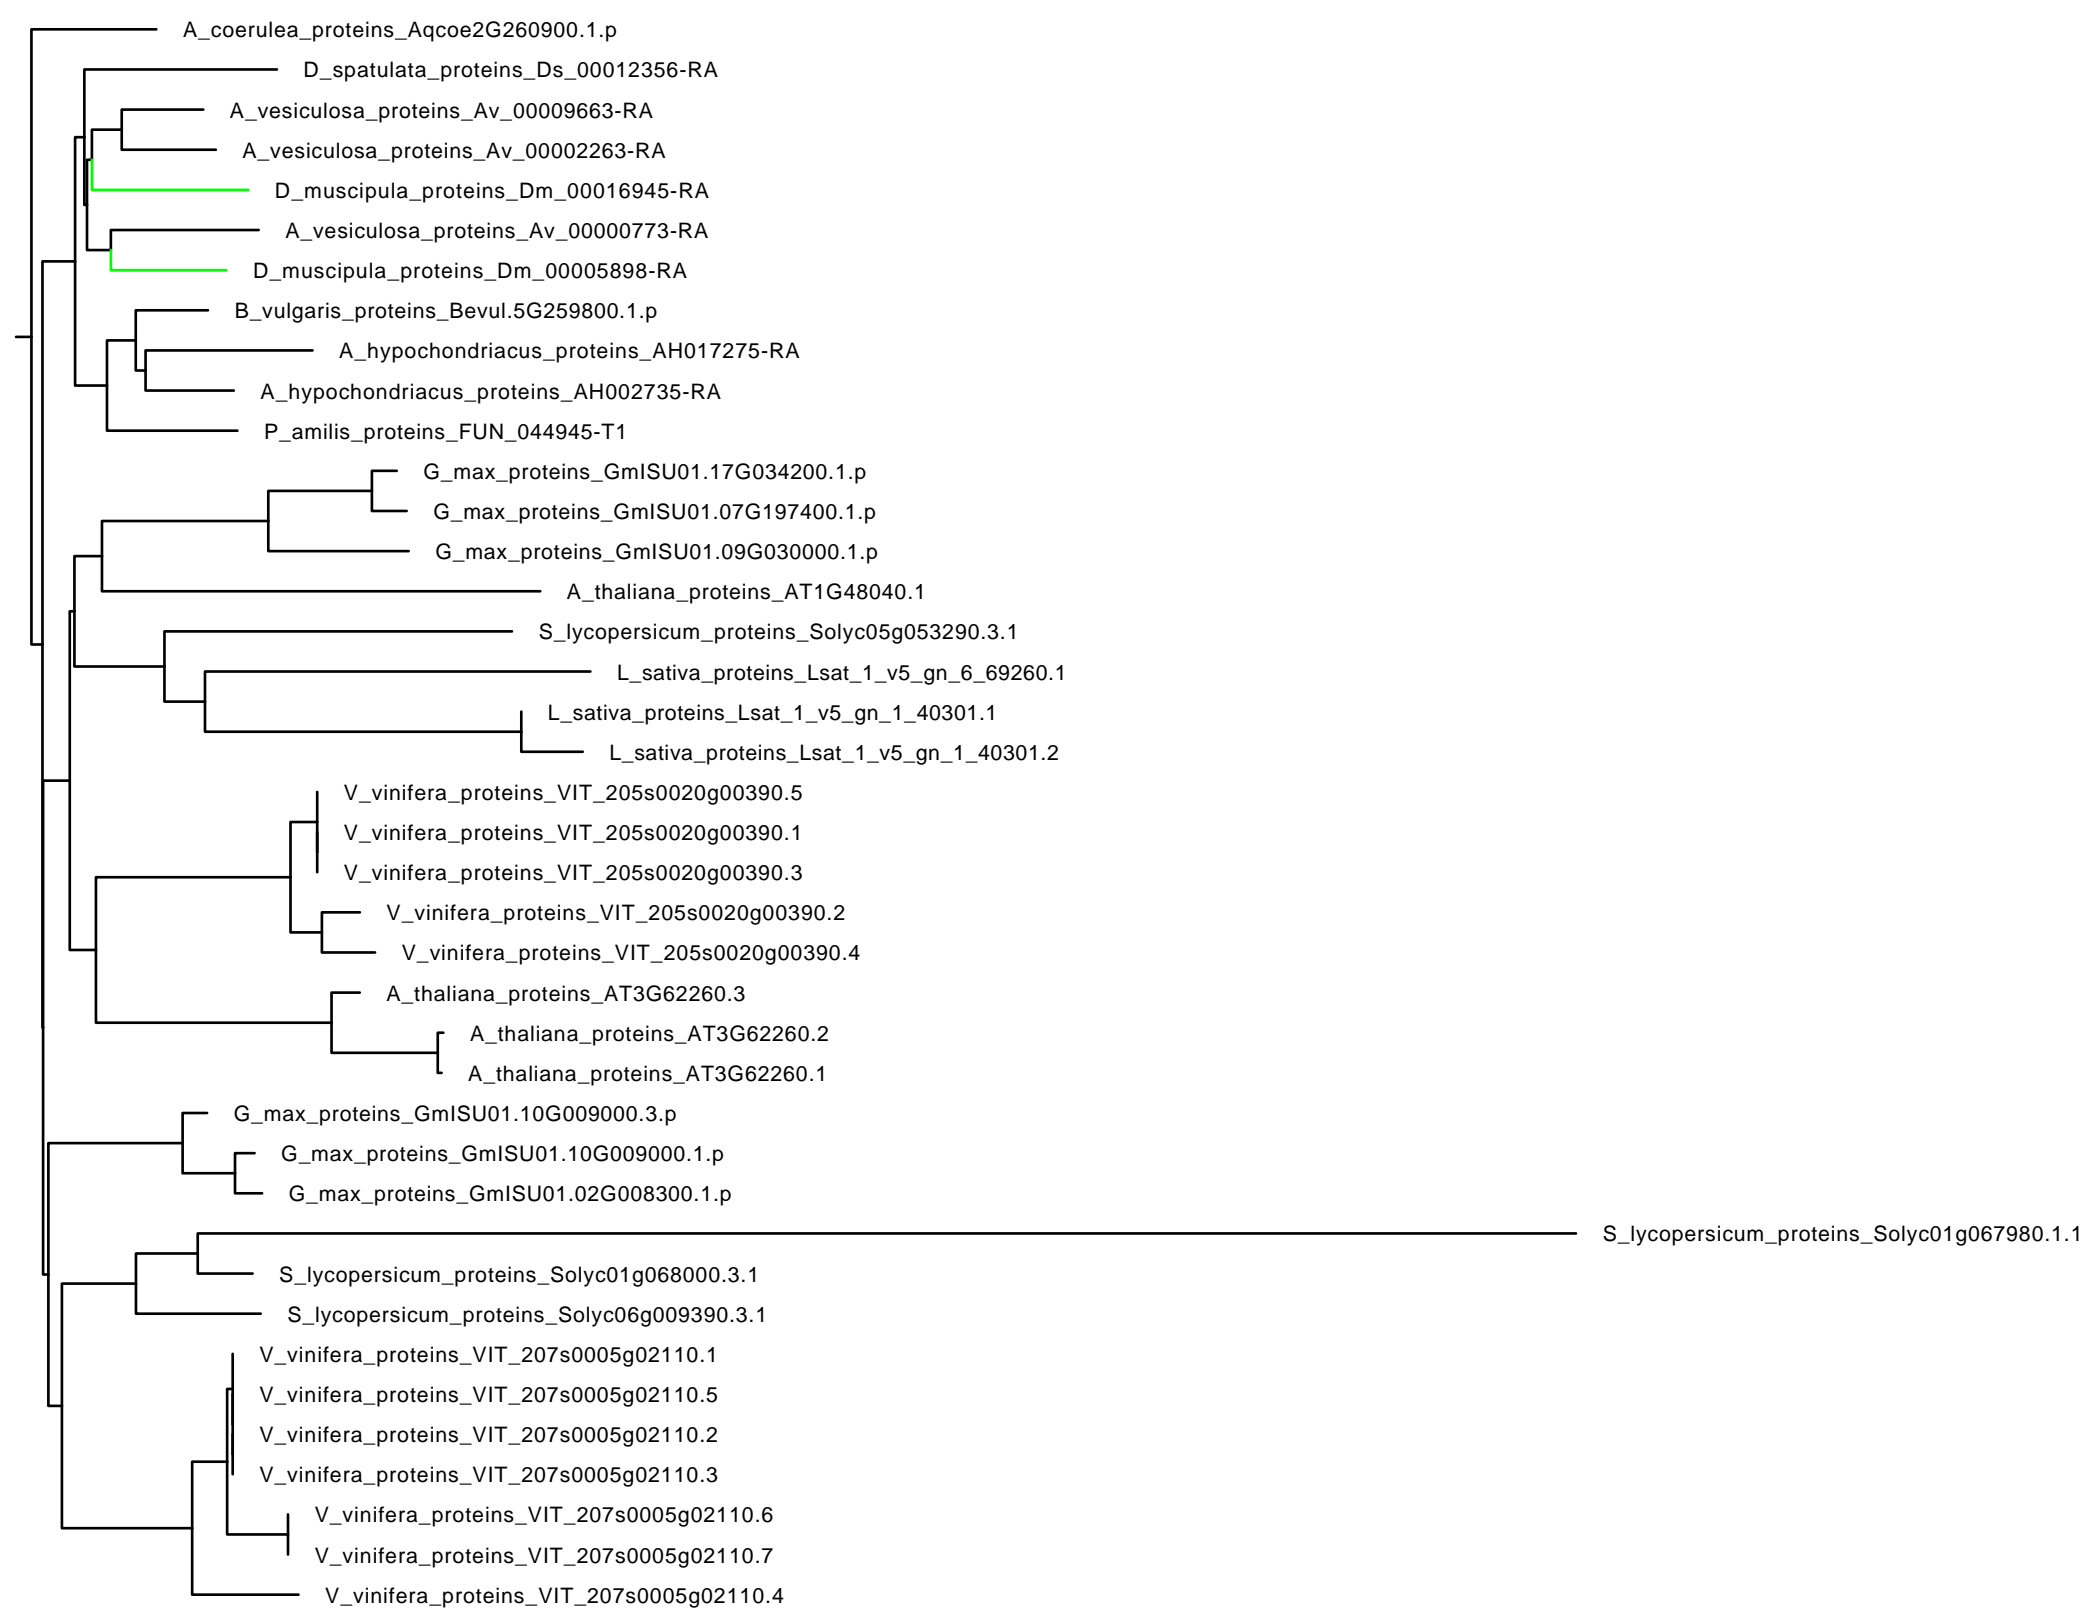 A_coerulea_proteins_Aqcoe2G260900.1.p
D_spatulata_proteins_Ds_00012356-RA
A_vesiculosa_proteins_Av_00009663-RA
A_vesiculosa_proteins_Av_00002263-RA
D_muscipula_proteins_Dm_00016945-RA
A_vesiculosa_proteins_Av_00000773-RA
D_muscipula_proteins_Dm_00005898-RA
B_vulgaris_proteins_Bevul.5G259800.1.p
A_hypochondriacus_proteins_AH017275-RA
A_hypochondriacus_proteins_AH002735-RA
P_amilis_proteins_FUN_044945-T1
G_max_proteins_GmISU01.17G034200.1.p
G_max_proteins_GmISU01.07G197400.1.p
G_max_proteins_GmISU01.09G030000.1.p
A_thaliana_proteins_AT1G48040.1
S_lycopersicum_proteins_Solyc05g053290.3.1
L_sativa_proteins_Lsat_1_v5_gn_6_69260.1
L_sativa_proteins_Lsat_1_v5_gn_1_40301.1
L_sativa_proteins_Lsat_1_v5_gn_1_40301.2
V_vinifera_proteins_VIT_205s0020g00390.5
V_vinifera_proteins_VIT_205s0020g00390.1
V_vinifera_proteins_VIT_205s0020g00390.3
V_vinifera_proteins_VIT_205s0020g00390.2
V_vinifera_proteins_VIT_205s0020g00390.4
A_thaliana_proteins_AT3G62260.3
A_thaliana_proteins_AT3G62260.2
A_thaliana_proteins_AT3G62260.1
G_max_proteins_GmISU01.10G009000.3.p
G_max_proteins_GmISU01.10G009000.1.p
G_max_proteins_GmISU01.02G008300.1.p
S_lycopersicum_proteins_Solyc01g067980.1.1
S_lycopersicum_proteins_Solyc01g068000.3.1
S_lycopersicum_proteins_Solyc06g009390.3.1
V_vinifera_proteins_VIT_207s0005g02110.1
V_vinifera_proteins_VIT_207s0005g02110.5
V_vinifera_proteins_VIT_207s0005g02110.2
V_vinifera_proteins_VIT_207s0005g02110.3
V_vinifera_proteins_VIT_207s0005g02110.6
V_vinifera_proteins_VIT_207s0005g02110.7
V_vinifera_proteins_VIT_207s0005g02110.4